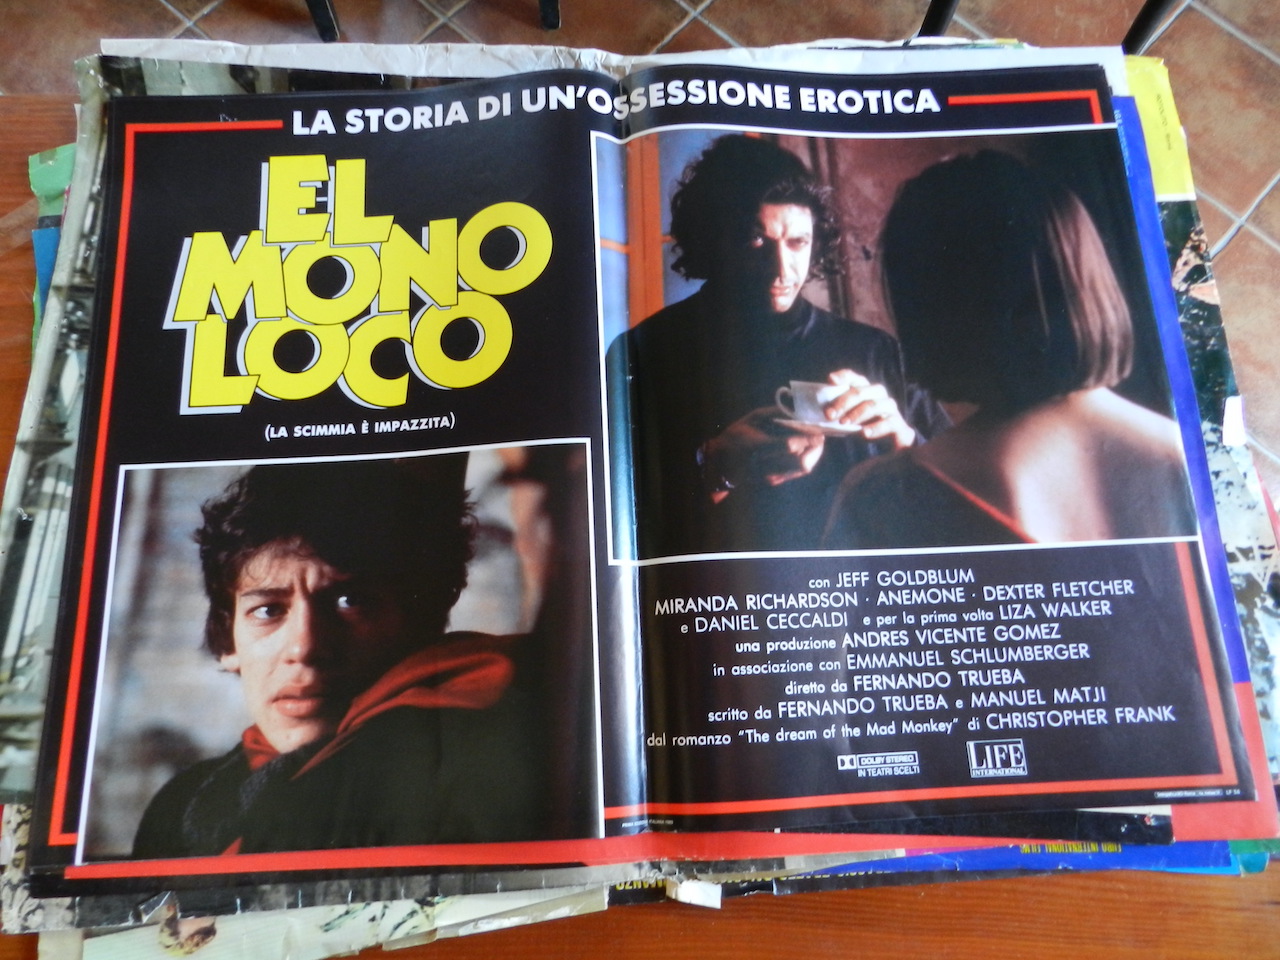 LA STORIA DI UN'OSSESSIONE EROTICA
EL
MONO
LOCO
(LA SCIMMIA È IMPAZZITA)
con JEFF GOLDBLUM
MIRANDA RICHARDSON · ANEMONE · DEXTER FLETCHER
e DANIEL CECCALDI e per la prima volta LIZA WALKER
una produzione ANDRES VICENTE GOMEZ
in associazione con EMMANUEL SCHLUMBERGER
diretto da FERNANDO TRUEBA
scritto da FERNANDO TRUEBA e MANUEL MATJI
dal romanzo "The dream of the Mad Monkey" di CHRISTOPHER FRANK
DOLBY STEREO
IN TEATRI SCELTI
LIFE
INTERNATIONAL
EURO INTERNATIONAL FILMS